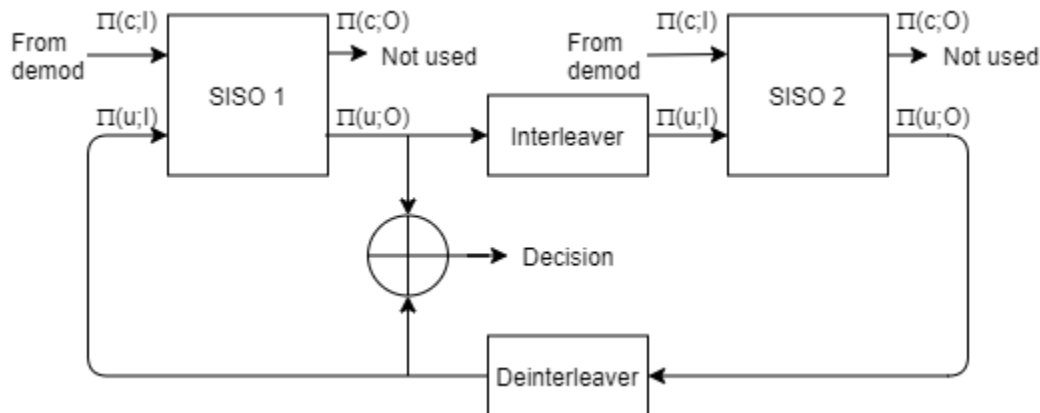 Π(c;I)
Π(c;O)
Π(c;I)
Π(c;O)
From
demod
Not used
From
demod
Not used
SISO 1
SISO 2
Π(u;I)
Π(u;O)
Interleaver
Π(u;I)
Π(u;O)
Decision
Deinterleaver